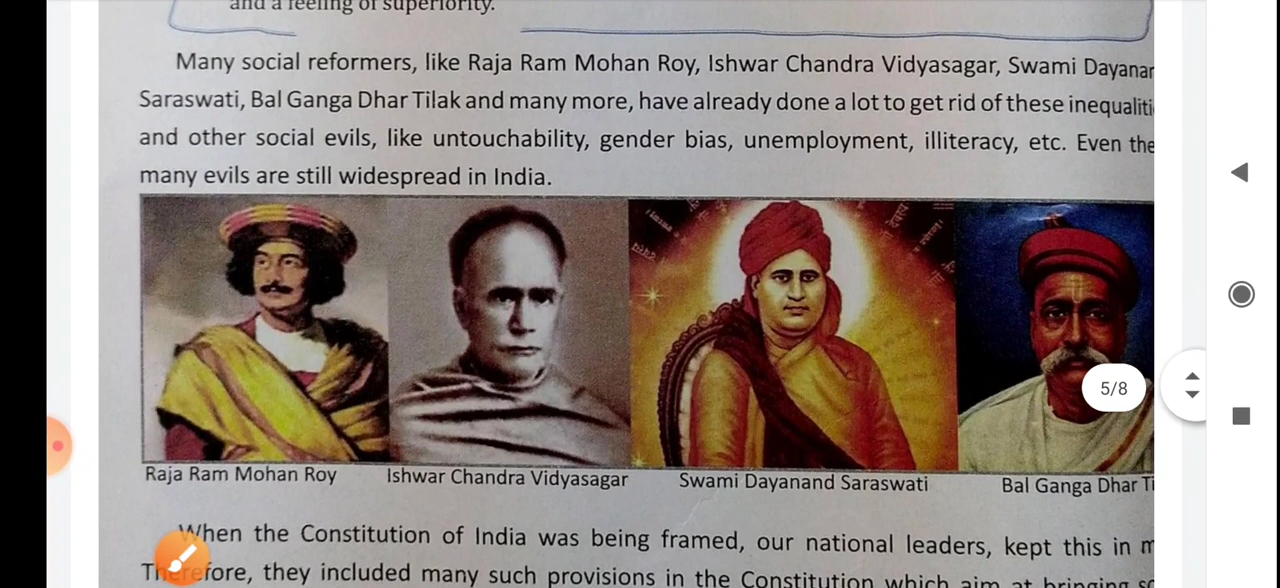 and a feeling of superiority.
Many social reformers, like Raja Ram Mohan Roy, Ishwar Chandra Vidyasagar, Swami Dayanan
Saraswati, Bal Ganga Dhar Tilak and many more, have already done a lot to get rid of these inequaliti
and other social evils, like untouchability, gender bias, unemployment, illiteracy, etc. Even the
many evils are still widespread in India.
5/8
Raja Ram Mohan Roy Ishwar Chandra Vidyasagar Swami Dayanand Saraswati Bal Ganga Dhar Ti
When the Constitution of India was being framed, our national leaders, kept this in m
Therefore, they included many such provisions in the Constitution which aim at bringing so